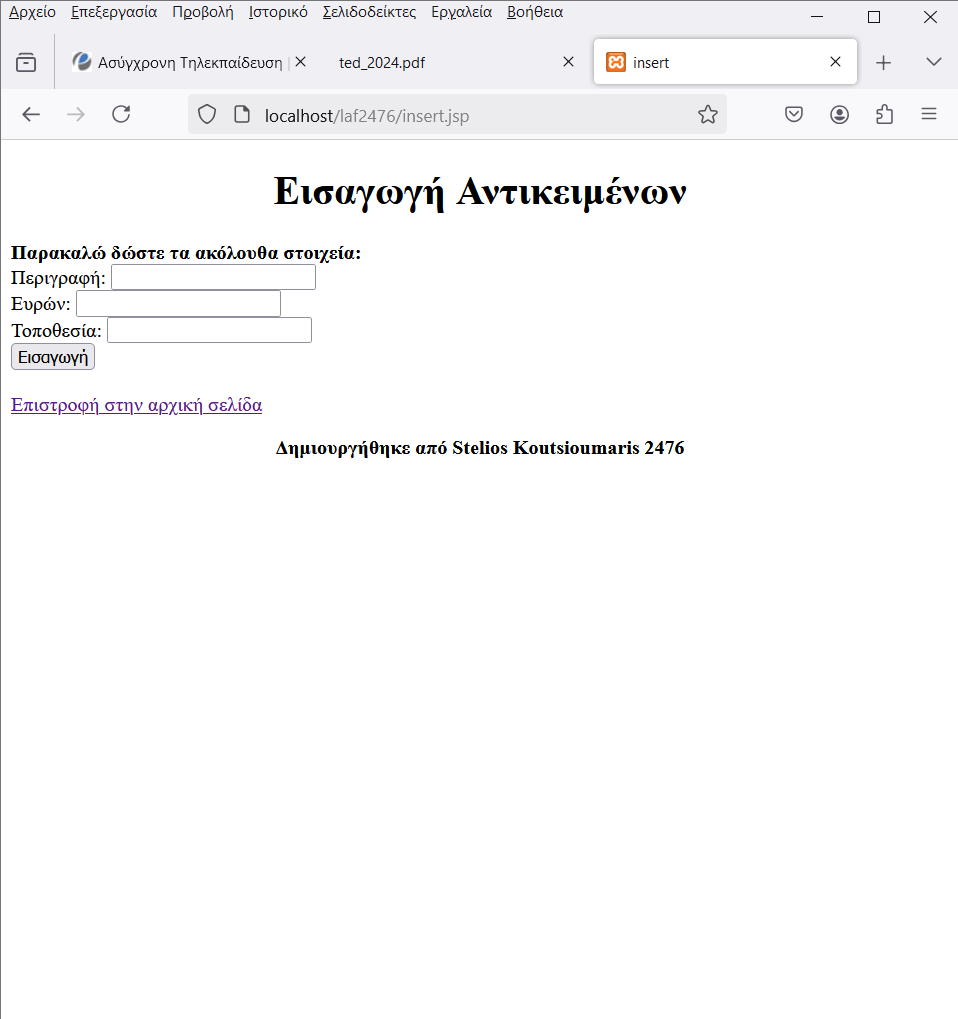 Αρχείο Επεξεργασία Προβολή Ιστορικό Σελιδοδείκτες Εργαλεία Βοήθεια
Ασύγχρονη Τηλεκπαίδευση | ted_2024.pdf insert
localhost/laf2476/insert.jsp
Εισαγωγή Αντικειμένων
Παρακαλώ δώστε τα ακόλουθα στοιχεία:
Περιγραφή:
Ευρών:
Τοποθεσία:
Εισαγωγή
Επιστροφή στην αρχική σελίδα
Δημιουργήθηκε από Stelios Koutsioumaris 2476